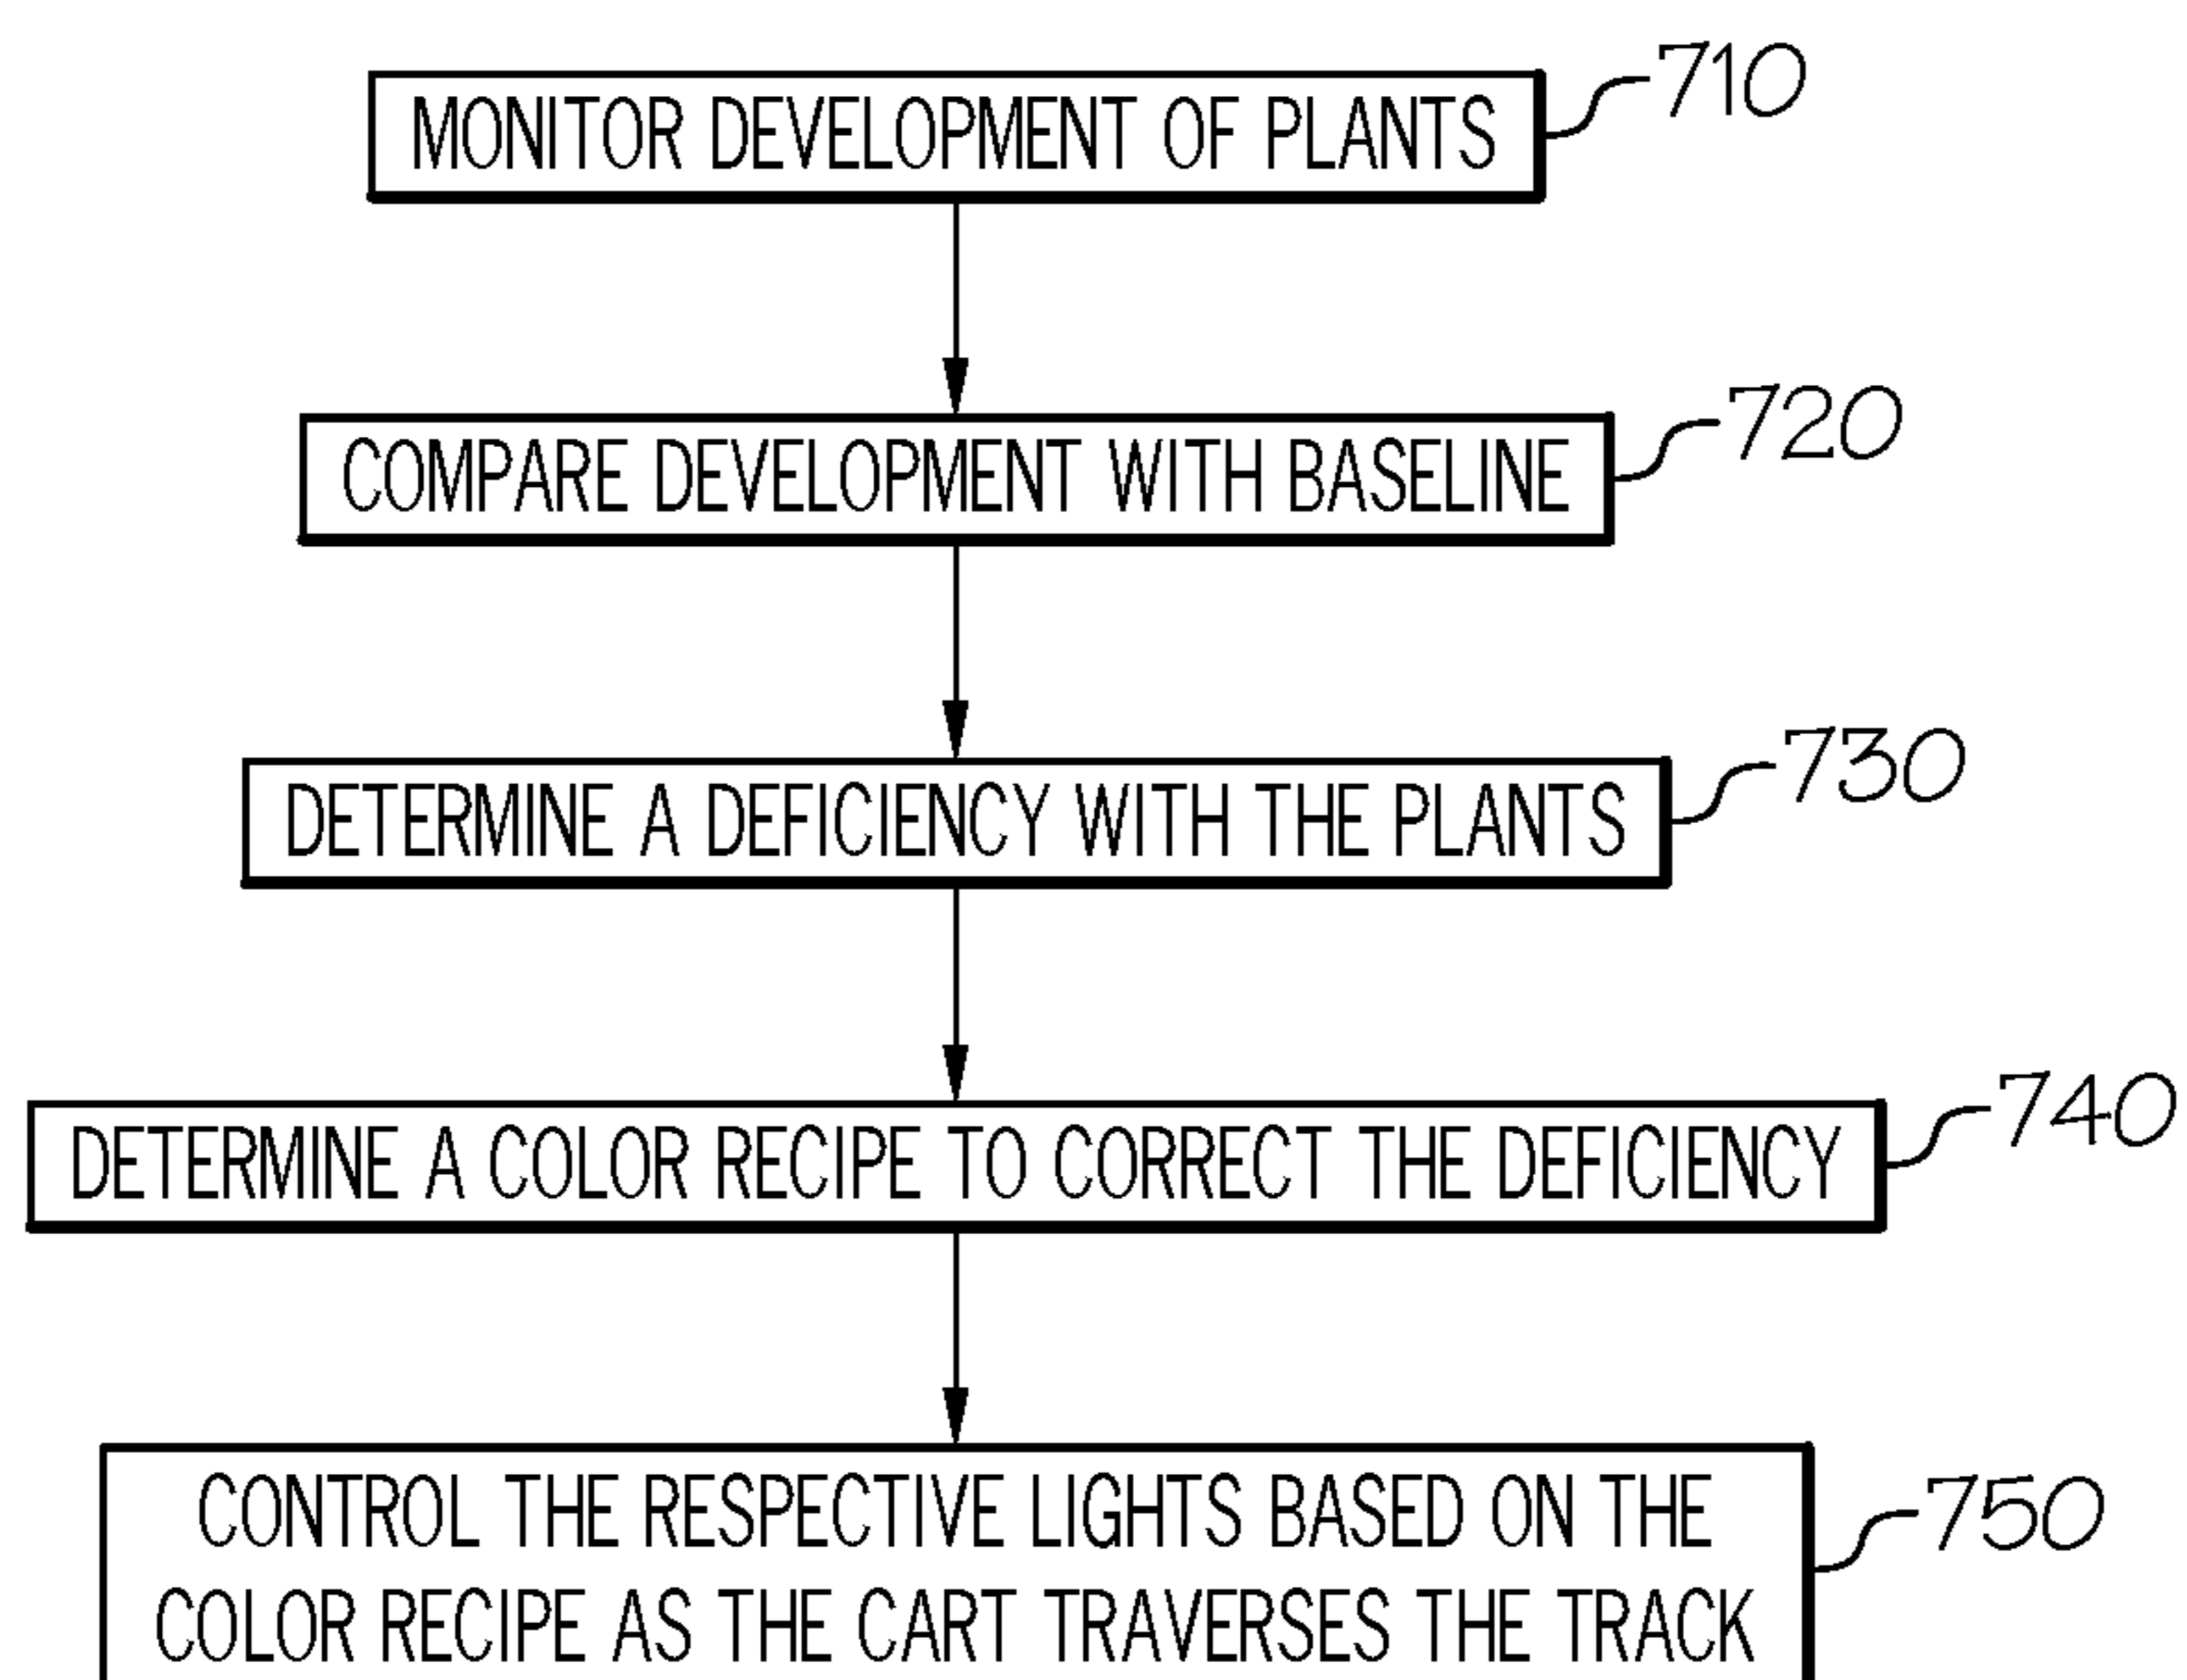 MONITOR DEVELOPMENT OF PLANTS
710
COMPARE DEVELOPMENT WITH BASELINE
720
DETERMINE A DEFICIENCY WITH THE PLANTS
730
DETERMINE A COLOR RECIPE TO CORRECT THE DEFICIENCY
740
CONTROL THE RESPECTIVE LIGHTS BASED ON THE
COLOR RECIPE AS THE CART TRAVERSES THE TRACK
750